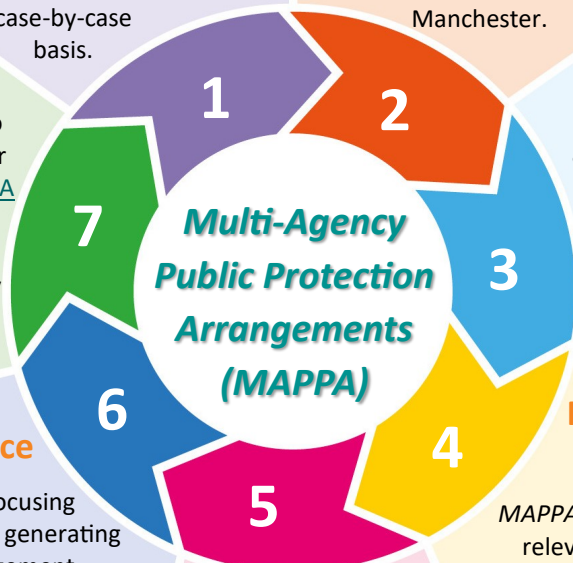 case-by-case
basis.
Manchester.
1
2
3
4
5
6
7
Multi-Agency
Public Protection
Arrangements
(MAPPA)
A
ce
ocusing
generating
MAPPA
relev